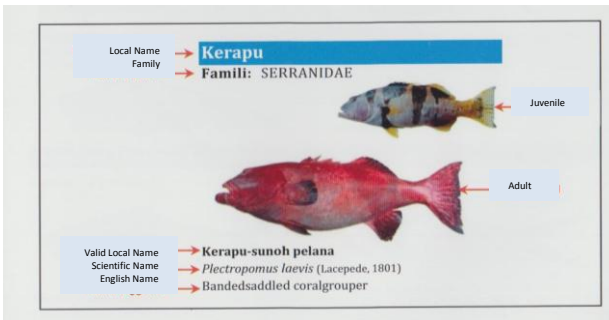 Local Name
Family
Kerapu
Famili: SERRANIDAE
Juvenile
Adult
Valid Local Name
Scientific Name
English Name
Kerapu-sunoh pelana
Plectropomus laevis (Lacepede, 1801)
Bandedsaddled coralgrouper